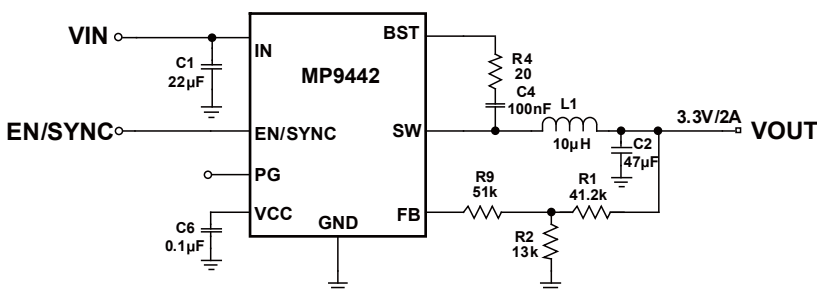 VIN
C1
22µF
IN
BST
MP9442
R4
20
C4
100nF
L1
10µH
3.3V/2A
VOUT
EN/SYNC
EN/SYNC
SW
C2
47µF
PG
R9
51k
R1
41.2k
VCC
FB
C6
0.1µF
GND
R2
13k